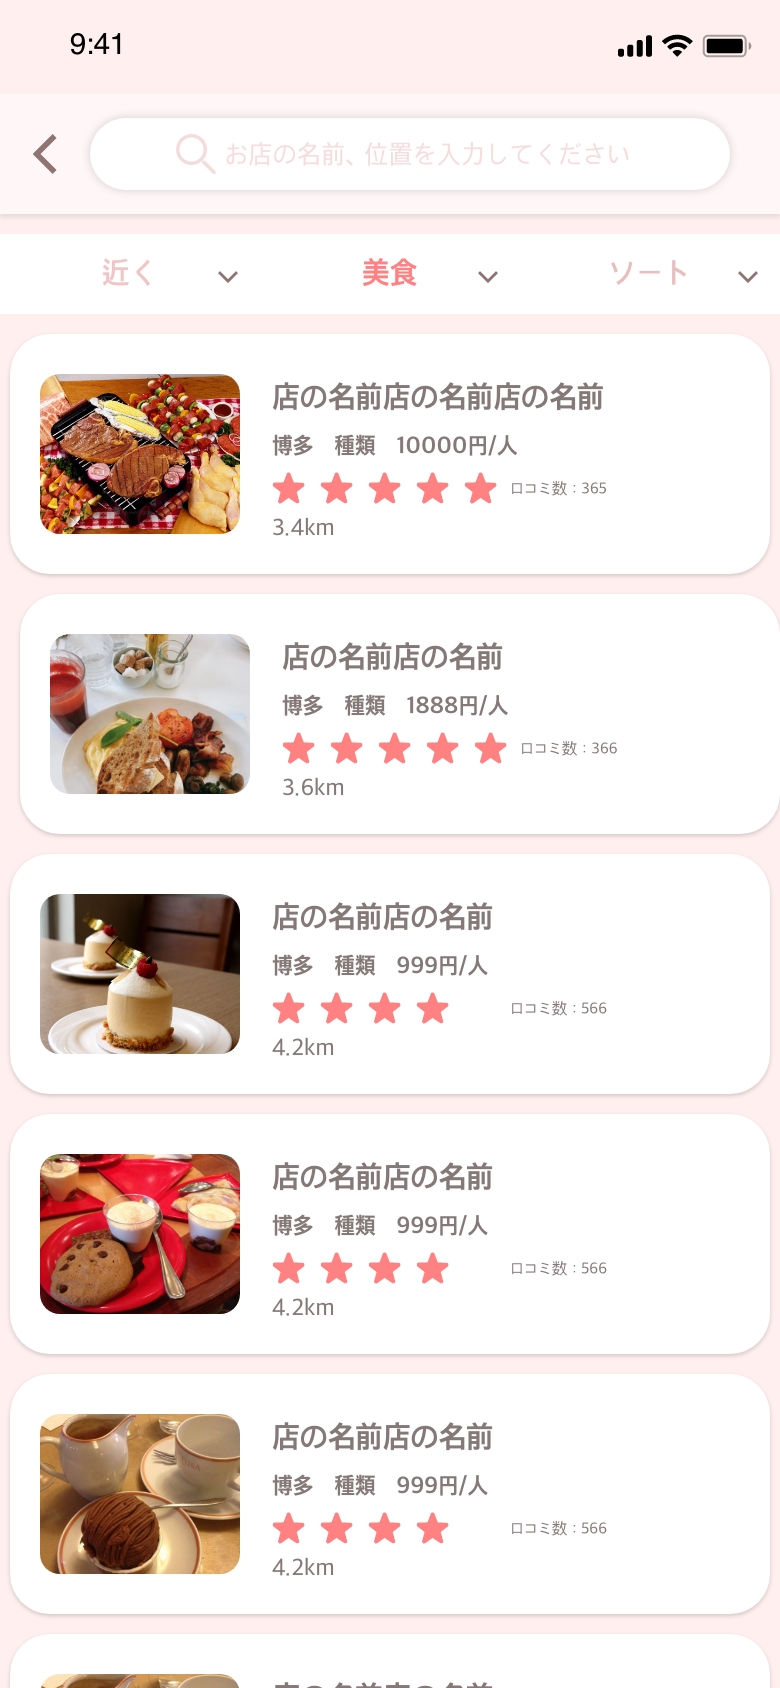 9:41
お店の名前、位置を入力してください
近く 美食 ソート
店の名前店の名前店の名前
博多 種類 10000円/人
口コミ数：365
3.4km
店の名前店の名前
博多 種類 1888円/人
口コミ数：366
3.6km
店の名前店の名前
博多 種類 999円/人
口コミ数：566
4.2km
店の名前店の名前
博多 種類 999円/人
口コミ数：566
4.2km
店の名前店の名前
博多 種類 999円/人
口コミ数：566
4.2km